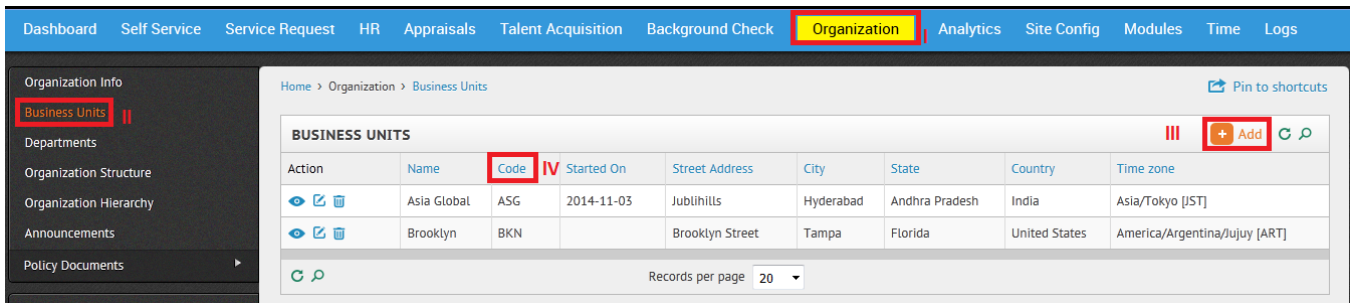 Dashboard Self Service Service Request HR Appraisals Talent Acquisition Background Check Organization I Analytics Site Config Modules Time Logs
Organization Info
Business Units II
Departments
Organization Structure
Organization Hierarchy
Announcements
Policy Documents
Home > Organization > Business Units Pin to shortcuts
BUSINESS UNITS III + Add
Action Name Code IV Started On Street Address City State Country Time zone
Asia Global ASG 2014-11-03 Jublihills Hyderabad Andhra Pradesh India Asia/Tokyo [JST]
Brooklyn BKN Brooklyn Street Tampa Florida United States America/Argentina/Jujuy [ART]
Records per page 20